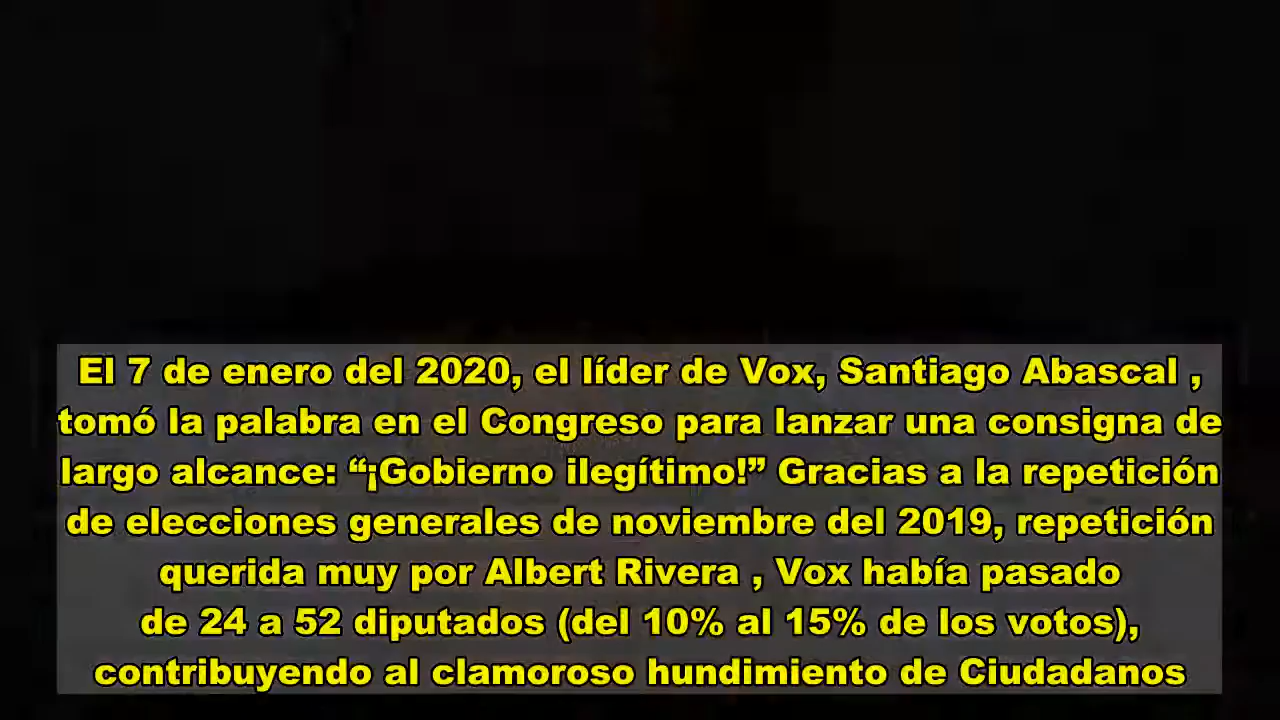 El 7 de enero del 2020, el líder de Vox, Santiago Abascal ,
tomó la palabra en el Congreso para lanzar una consigna de
largo alcance: “¡Gobierno ilegítimo!” Gracias a la repetición
de elecciones generales de noviembre del 2019, repetición
querida muy por Albert Rivera , Vox había pasado
de 24 a 52 diputados (del 10% al 15% de los votos),
contribuyendo al clamoroso hundimiento de Ciudadanos